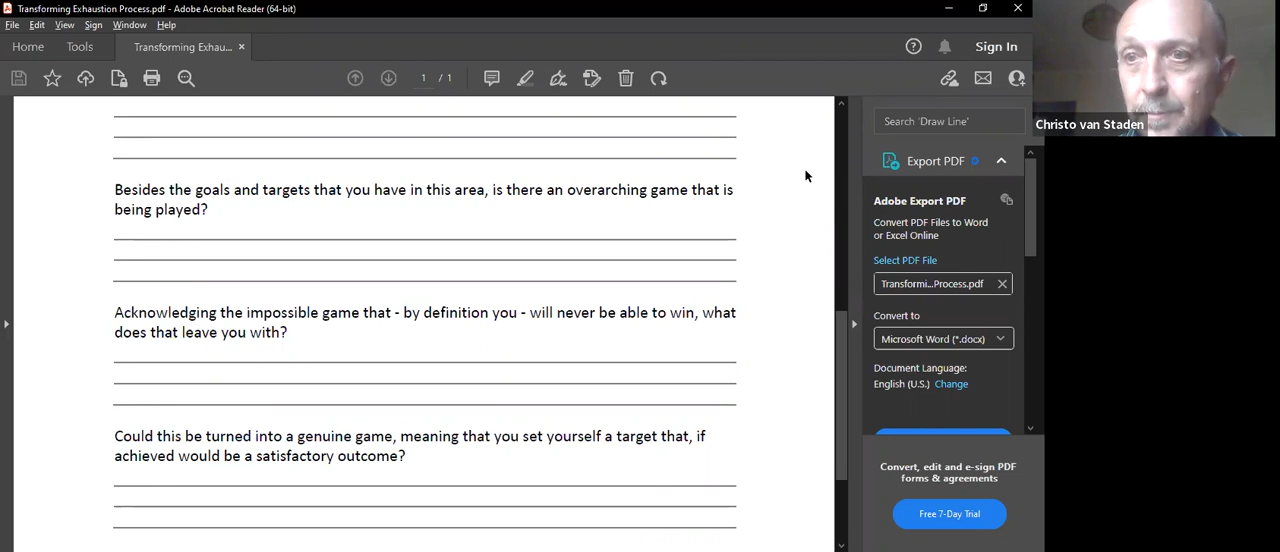 Transforming Exhaustion Process.pdf - Adobe Acrobat Reader (64-bit)
File Edit View Sign Window Help
Home Tools Transforming Exhau... ×
Sign In
1 / 1
Christo van Staden
Search 'Draw Line'
Export PDF
Adobe Export PDF
Convert PDF Files to Word
or Excel Online
Select PDF File
Transformi...Process.pdf
Convert to
Microsoft Word (*.docx)
Document Language:
English (U.S.) Change
Convert, edit and e-sign PDF
forms & agreements
Free 7-Day Trial
Besides the goals and targets that you have in this area, is there an overarching game that is
being played?
Acknowledging the impossible game that - by definition you - will never be able to win, what
does that leave you with?
Could this be turned into a genuine game, meaning that you set yourself a target that, if
achieved would be a satisfactory outcome?